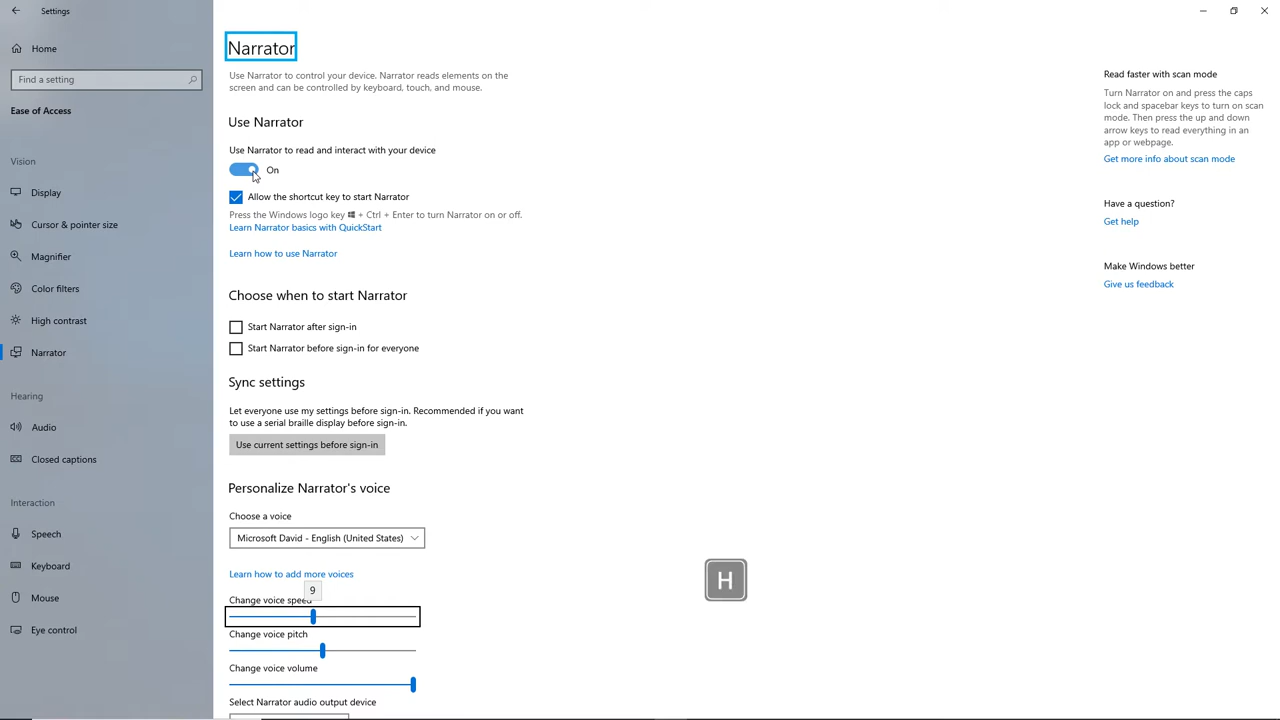 Settings
Home
Find a setting
Ease of Access
Vision
Display
Cursor & pointer size
Magnifier
Color filters
High contrast
Narrator
Hearing
Audio
Closed captions
Interaction
Speech
Keyboard
Mouse
Eye control
Narrator
Use Narrator to control your device. Narrator reads elements on the
screen and can be controlled by keyboard, touch, and mouse.
Use Narrator
Use Narrator to read and interact with your device
On
Allow the shortcut key to start Narrator
Press the Windows logo key + Ctrl + Enter to turn Narrator on or off.
Learn Narrator basics with QuickStart
Learn how to use Narrator
Choose when to start Narrator
Start Narrator after sign-in
Start Narrator before sign-in for everyone
Sync settings
Let everyone use my settings before sign-in. Recommended if you want
to use a serial braille display before sign-in.
Use current settings before sign-in
Personalize Narrator's voice
Choose a voice
Microsoft David - English (United States)
Learn how to add more voices
9
Change voice speed
Change voice pitch
Change voice volume
Select Narrator audio output device
H
Read faster with scan mode
Turn Narrator on and press the caps
lock and spacebar keys to turn on scan
mode. Then press the up and down
arrow keys to read everything in an
app or webpage.
Get more info about scan mode
Have a question?
Get help
Make Windows better
Give us feedback